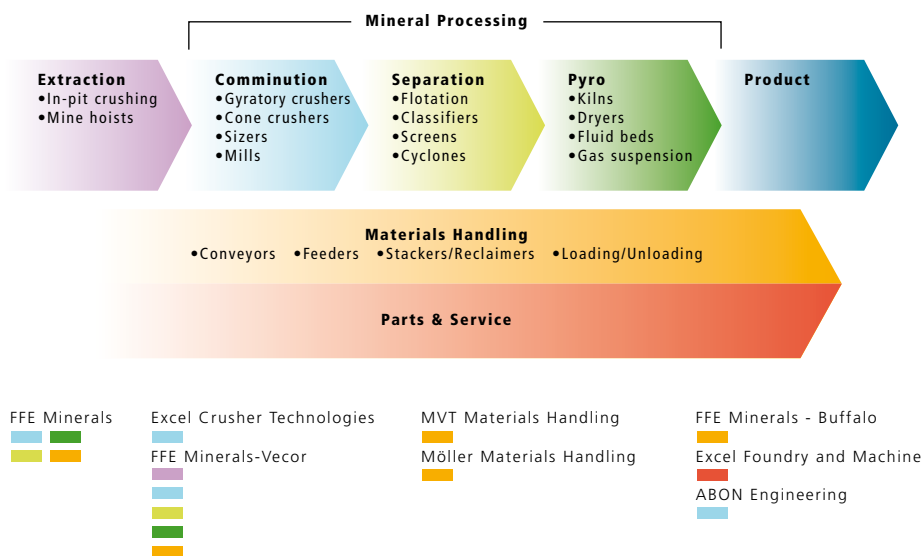 Mineral Processing
Extraction
•In-pit crushing
•Mine hoists
Comminution
•Gyratory crushers
•Cone crushers
•Sizers
•Mills
Separation
•Flotation
•Classifiers
•Screens
•Cyclones
Pyro
•Kilns
•Dryers
•Fluid beds
•Gas suspension
Product
Materials Handling
•Conveyors •Feeders •Stackers/Reclaimers •Loading/Unloading
Parts & Service
FFE Minerals
Excel Crusher Technologies
FFE Minerals-Vecor
MVT Materials Handling
Möller Materials Handling
FFE Minerals - Buffalo
Excel Foundry and Machine
ABON Engineering